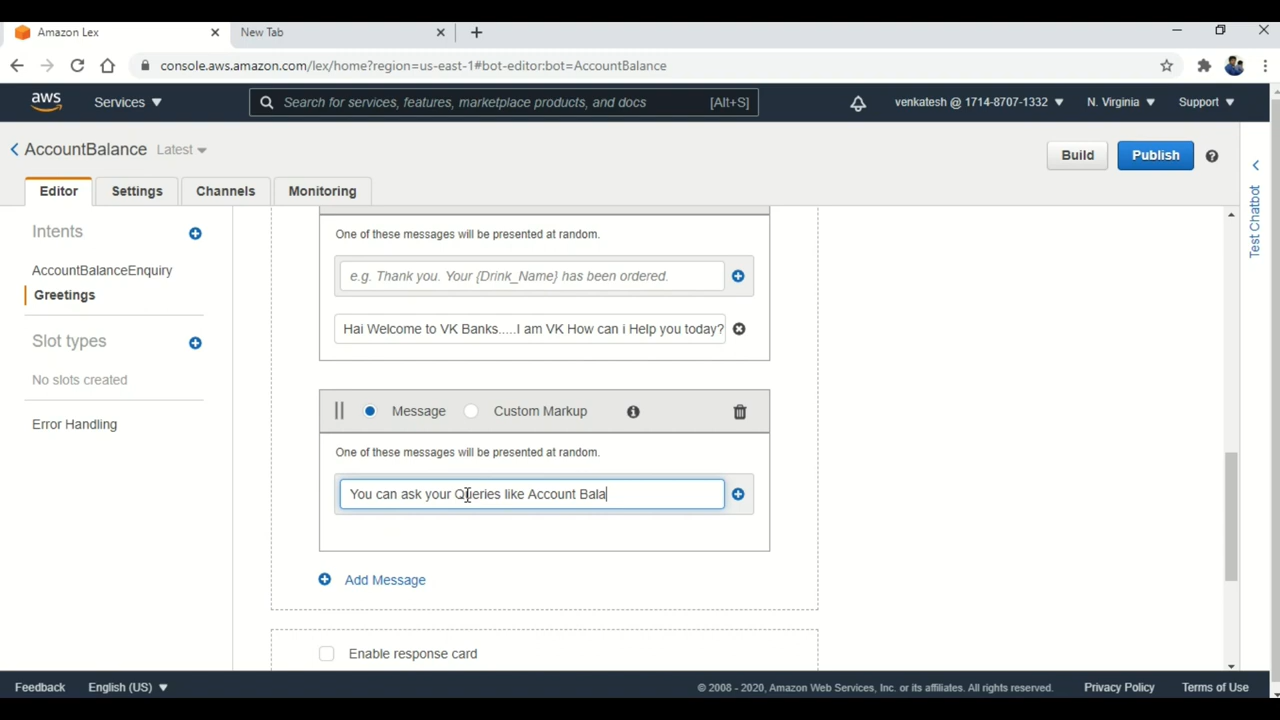 Amazon Lex
New Tab
console.aws.amazon.com/lex/home?region=us-east-1#bot-editor:bot=AccountBalance
aws
Services
Search for services, features, marketplace products, and docs [Alt+S]
venkatesh @ 1714-8707-1332
N. Virginia
Support
AccountBalance Latest
Build
Publish
Editor
Settings
Channels
Monitoring
Test Chatbot
Intents
AccountBalanceEnquiry
Greetings
Slot types
No slots created
Error Handling
One of these messages will be presented at random.
e.g. Thank you. Your {Drink_Name} has been ordered.
Hai Welcome to VK Banks.....I am VK How can i Help you today?
Message
Custom Markup
One of these messages will be presented at random.
You can ask your Queries like Account Bala
Add Message
Enable response card
Feedback
English (US)
© 2008 - 2020, Amazon Web Services, Inc. or its affiliates. All rights reserved.
Privacy Policy
Terms of Use